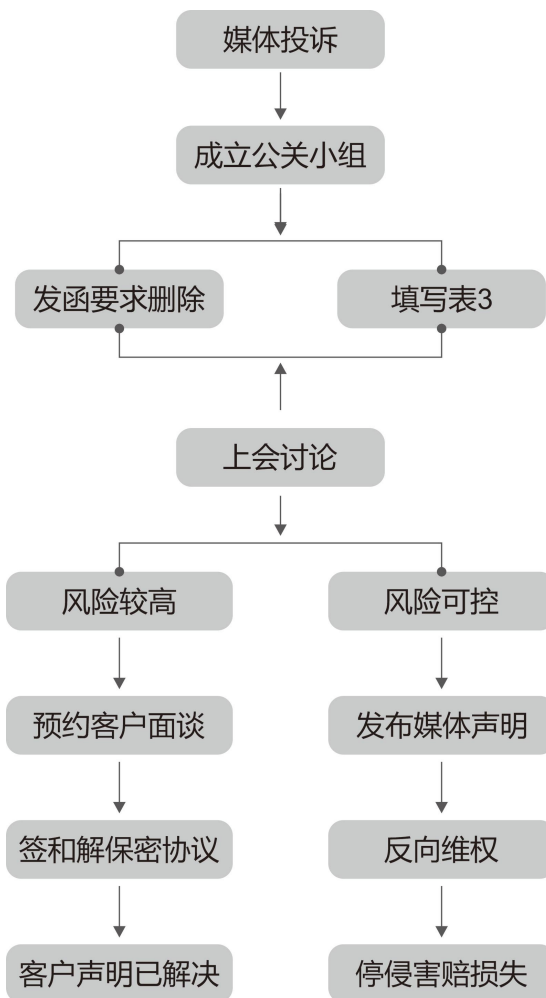 媒体投诉
成立公关小组
发函要求删除
填写表3
上会讨论
风险较高
风险可控
预约客户面谈
发布媒体声明
签和解保密协议
反向维权
客户声明已解决
停侵害赔损失